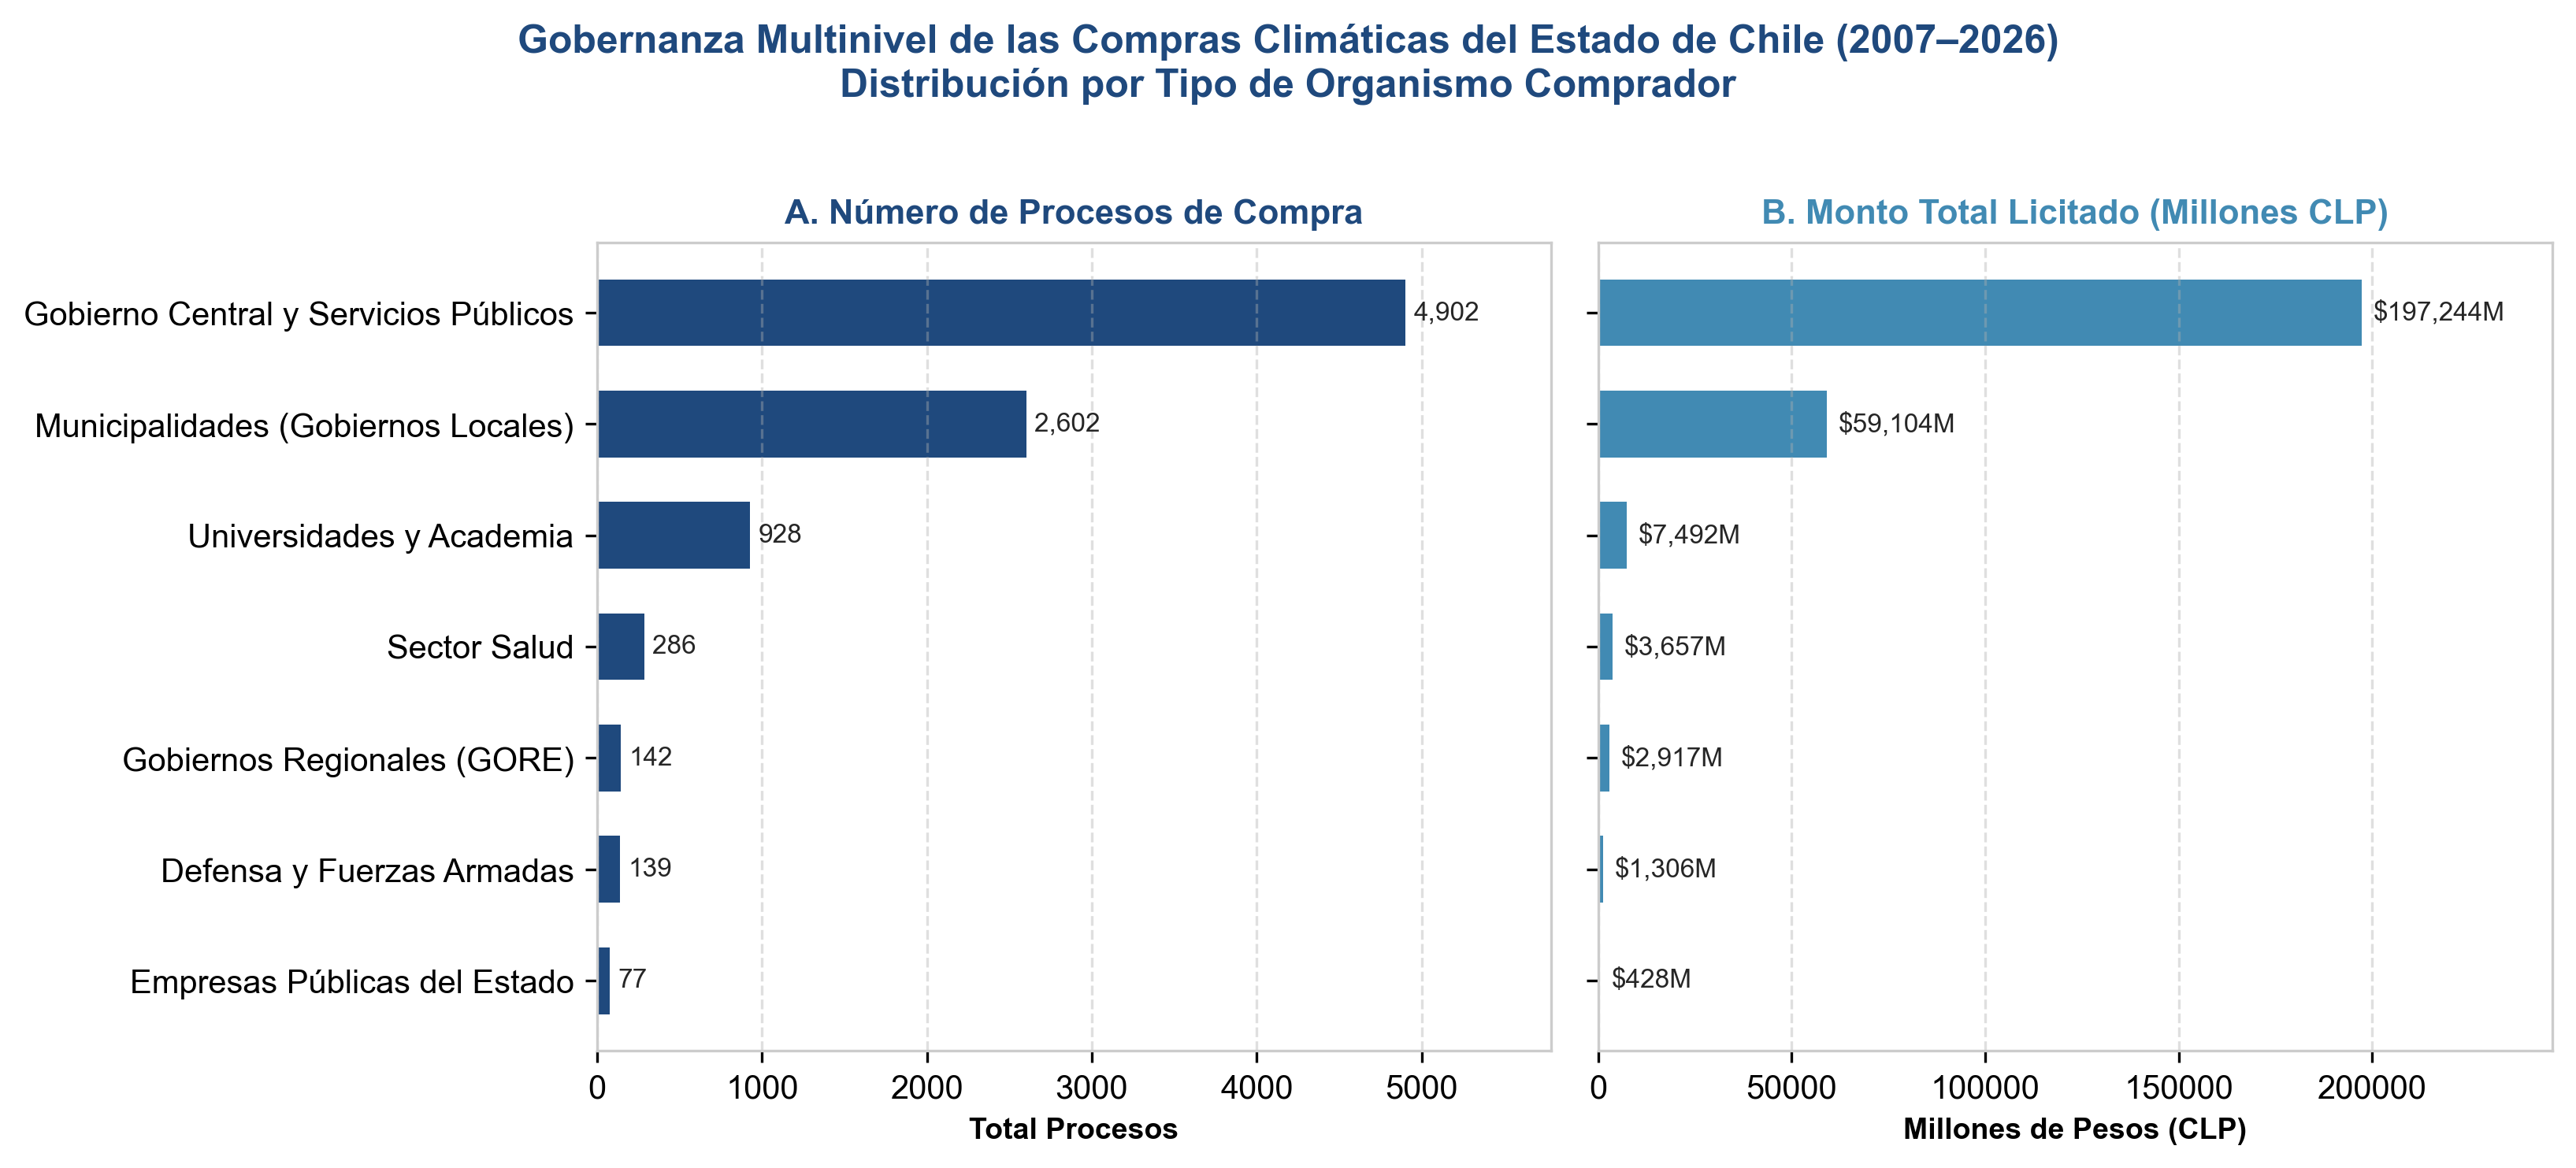 Gobernanza Multinivel de las Compras Climáticas del Estado de Chile (2007–2026)
Distribución por Tipo de Organismo Comprador
A. Número de Procesos de Compra
Gobierno Central y Servicios Públicos
4,902
Municipalidades (Gobiernos Locales)
2,602
Universidades y Academia
928
Sector Salud
286
Gobiernos Regionales (GORE)
142
Defensa y Fuerzas Armadas
139
Empresas Públicas del Estado
77
0 1000 2000 3000 4000 5000
Total Procesos
B. Monto Total Licitado (Millones CLP)
$197,244M
$59,104M
$7,492M
$3,657M
$2,917M
$1,306M
$428M
0 50000 100000 150000 200000
Millones de Pesos (CLP)